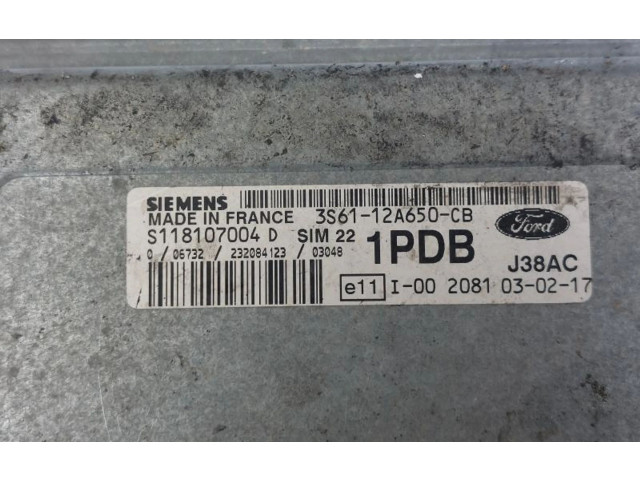 SIEMENS
MADE IN FRANCE 3S61-12A650-CB
S118107004 D SIM 22 1PDB Ford
0 / 06732 / 232084123 / 03048 J38AC
e11 I-00 2081 03-02-17